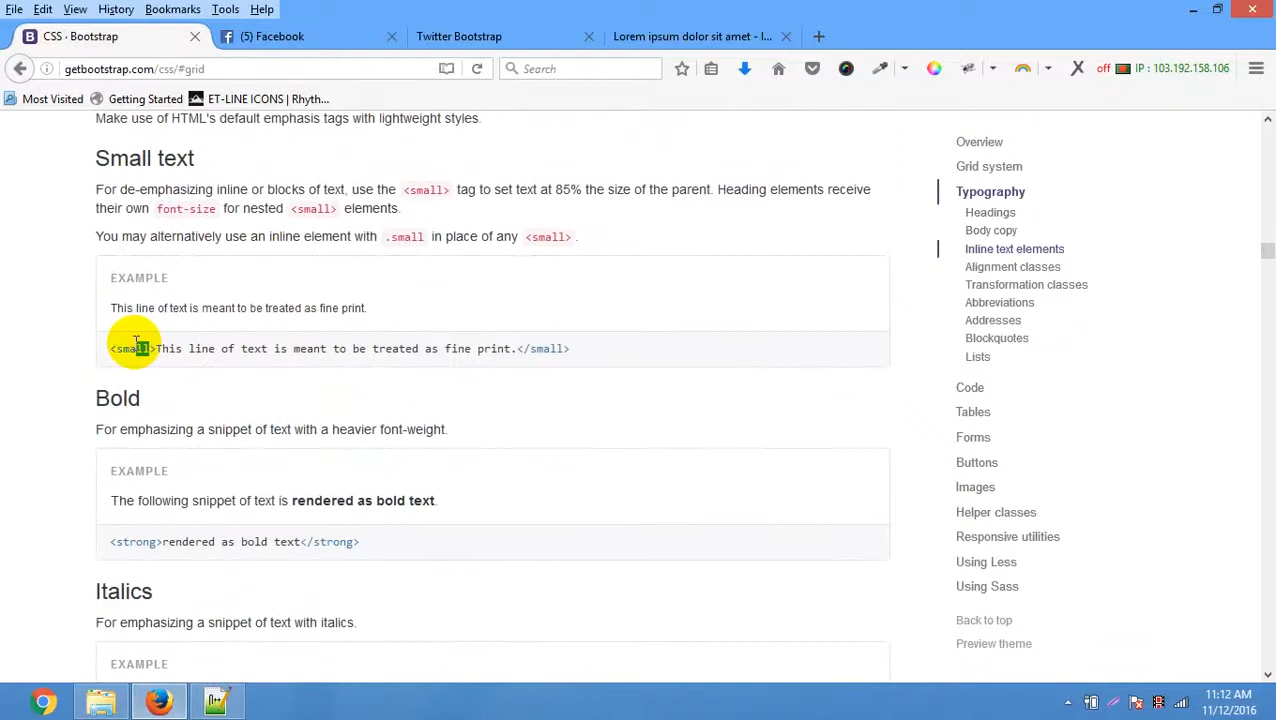 File Edit View History Bookmarks Tools Help
CSS · Bootstrap
(5) Facebook
Twitter Bootstrap
Lorem ipsum dolor sit amet - l...
getbootstrap.com/css/#grid
Search
off
IP : 103.192.158.106
Most Visited
Getting Started
ET-LINE ICONS | Rhyth...
Make use of HTML's default emphasis tags with lightweight styles.
Small text
For de-emphasizing inline or blocks of text, use the <small> tag to set text at 85% the size of the parent. Heading elements receive
their own font-size for nested <small> elements.
You may alternatively use an inline element with .small in place of any <small>.
EXAMPLE
This line of text is meant to be treated as fine print.
<small>This line of text is meant to be treated as fine print.</small>
Bold
For emphasizing a snippet of text with a heavier font-weight.
EXAMPLE
The following snippet of text is rendered as bold text.
<strong>rendered as bold text</strong>
Italics
For emphasizing a snippet of text with italics.
EXAMPLE
Overview
Grid system
Typography
Headings
Body copy
Inline text elements
Alignment classes
Transformation classes
Abbreviations
Addresses
Blockquotes
Lists
Code
Tables
Forms
Buttons
Images
Helper classes
Responsive utilities
Using Less
Using Sass
Back to top
Preview theme
11:12 AM
11/12/2016